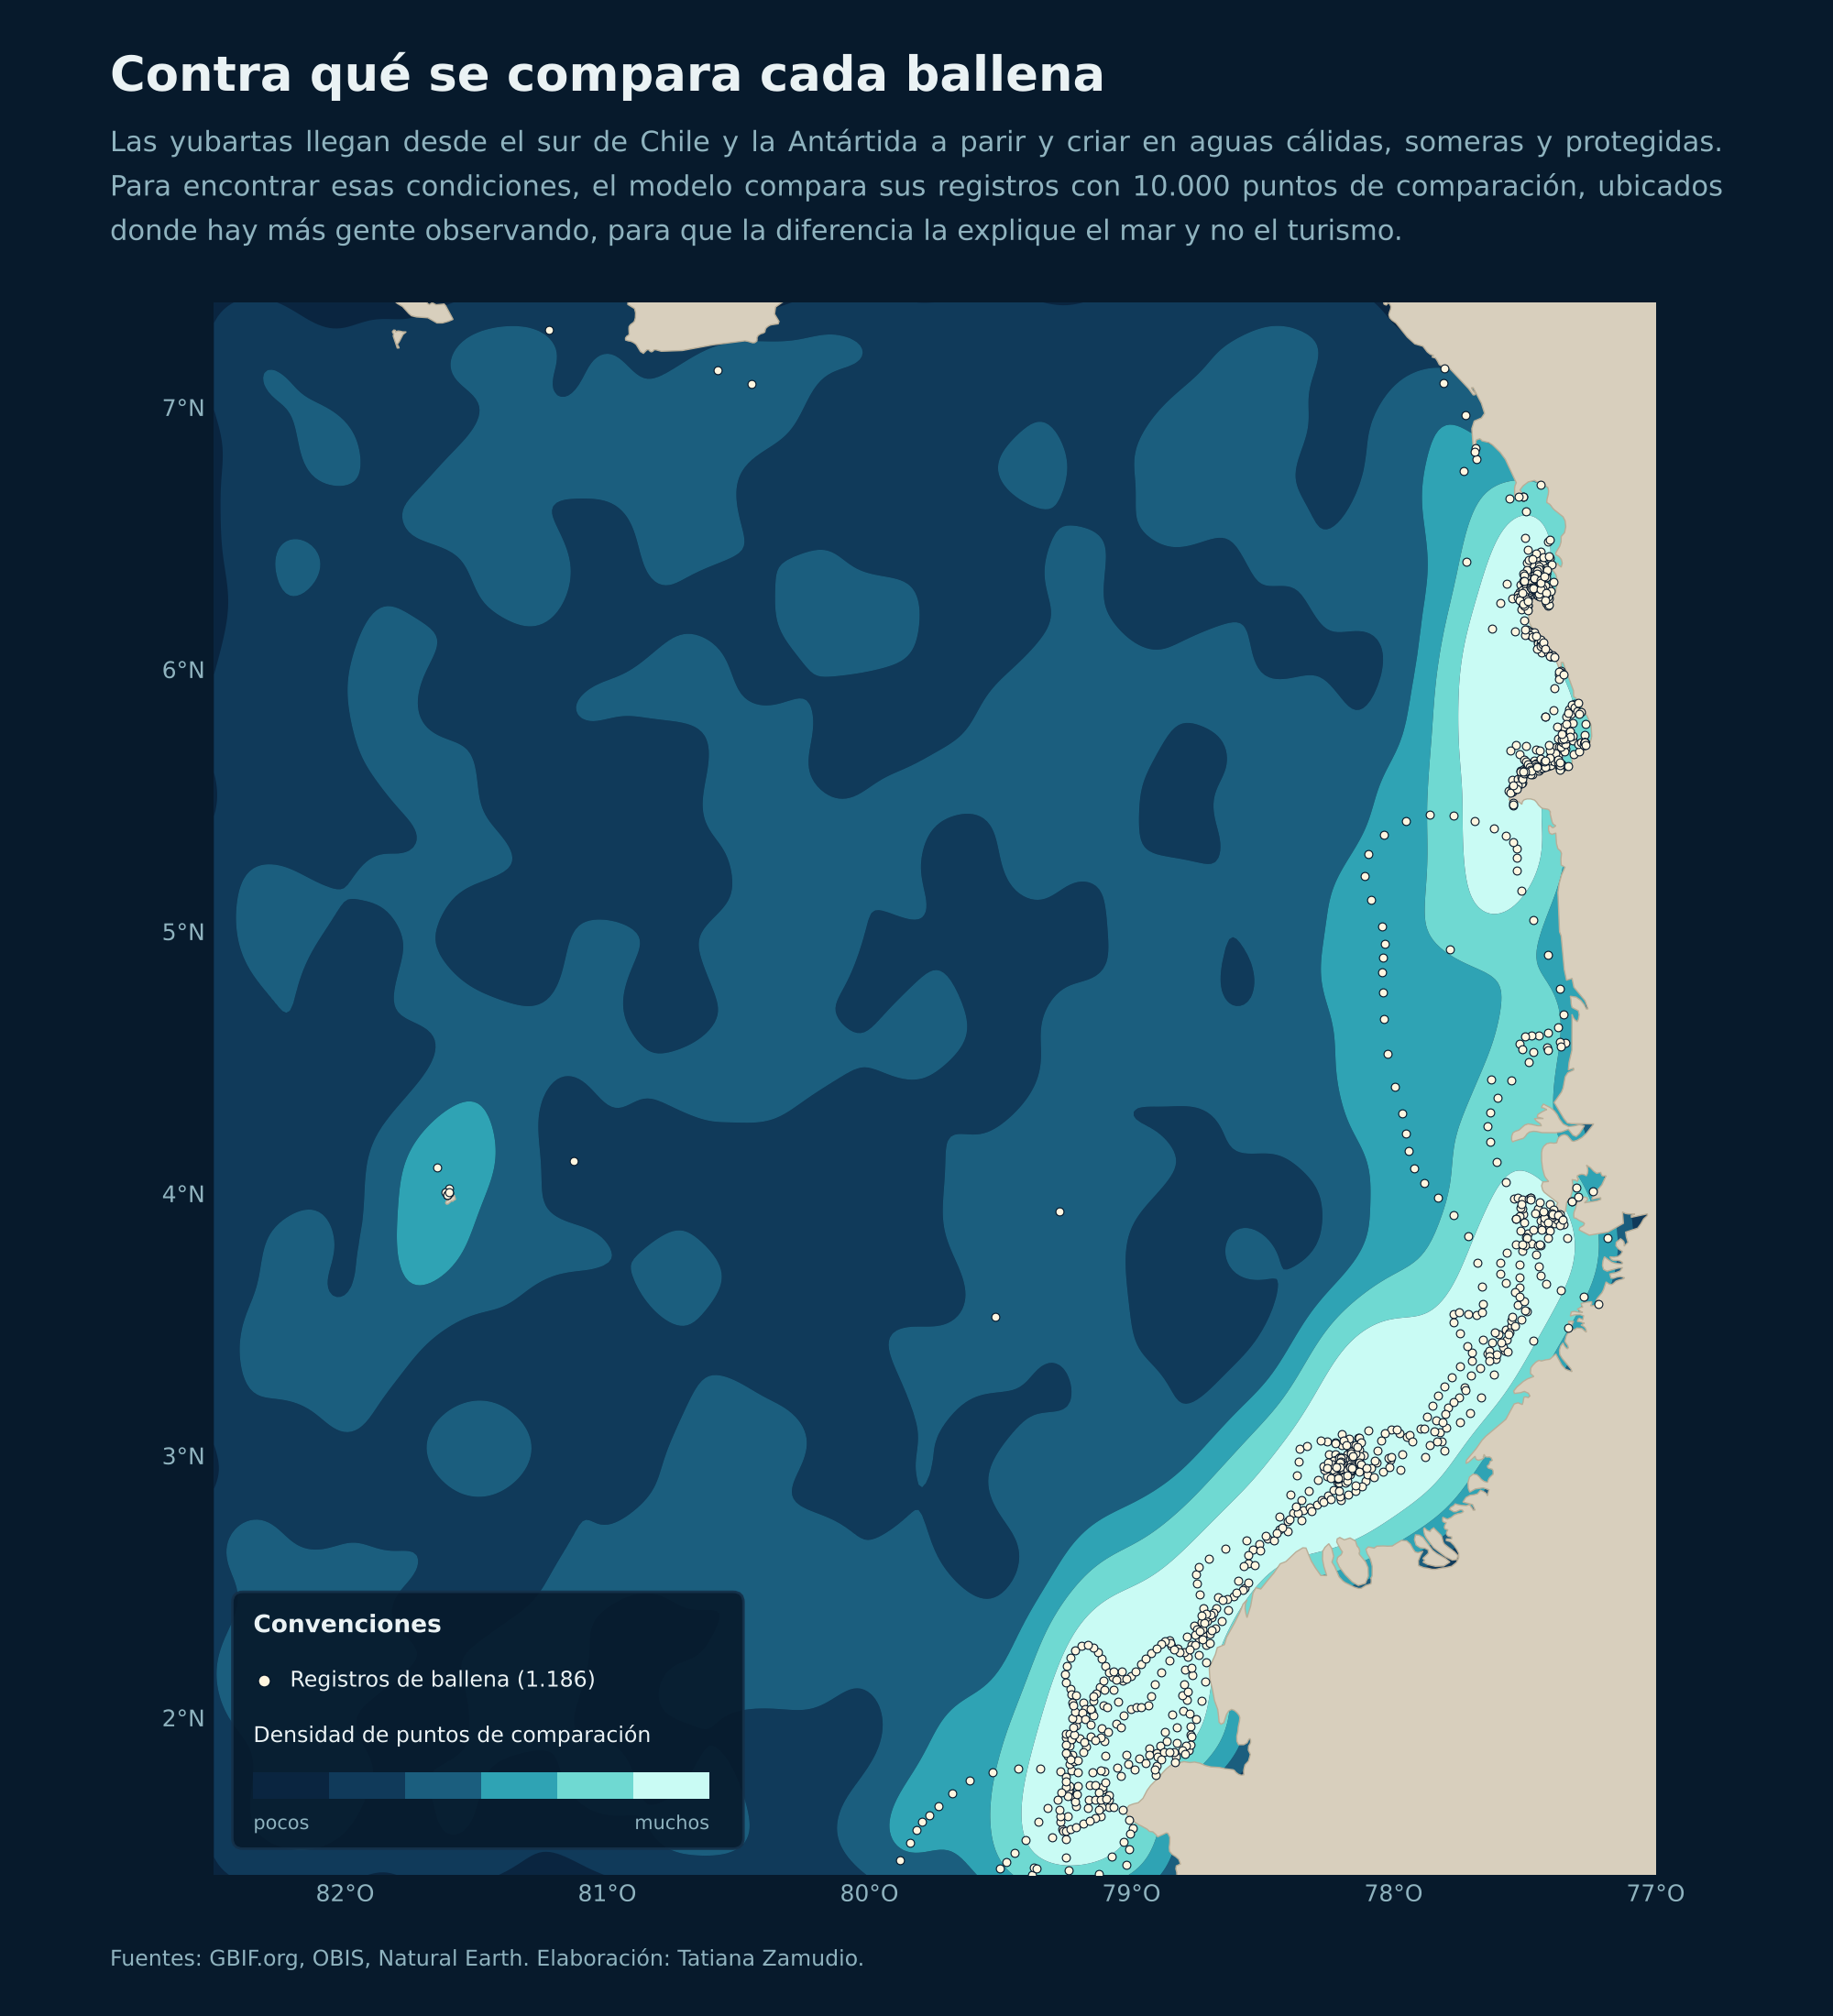 Contra qué se compara cada ballena
Las yubartas llegan desde el sur de Chile y la Antártida a parir y criar en aguas cálidas, someras y protegidas.
Para encontrar esas condiciones, el modelo compara sus registros con 10.000 puntos de comparación, ubicados
donde hay más gente observando, para que la diferencia la explique el mar y no el turismo.
7°N
6°N
5°N
4°N
3°N
2°N
Convenciones
Registros de ballena (1.186)
Densidad de puntos de comparación
pocos muchos
82°O 81°O 80°O 79°O 78°O 77°O
Fuentes: GBIF.org, OBIS, Natural Earth. Elaboración: Tatiana Zamudio.